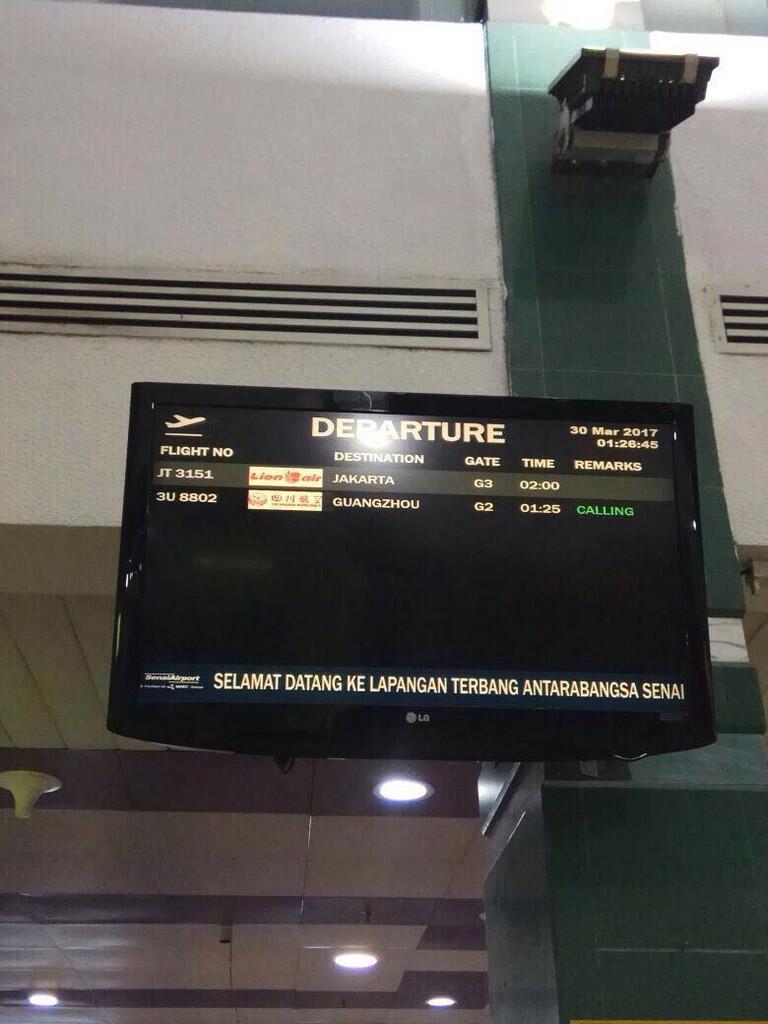 DEPARTURE
30 Mar 2017
01:26:45
FLIGHT NO DESTINATION GATE TIME REMARKS
JT 3151 Lion air JAKARTA G3 02:00
3U 8802 四川航空 GUANGZHOU G2 01:25 CALLING
SenaiAirport SELAMAT DATANG KE LAPANGAN TERBANG ANTARABANGSA SENAI
LG